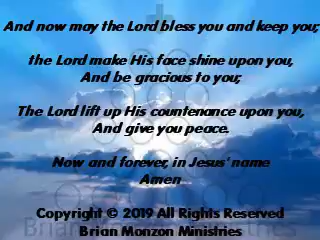 And now may the Lord bless you and keep you;
the Lord make His face shine upon you,
And be gracious to you;
The Lord lift up His countenance upon you,
And give you peace.
Now and forever, in Jesus' name
Amen
Copyright © 2019 All Rights Reserved
Brian Monzon Ministries